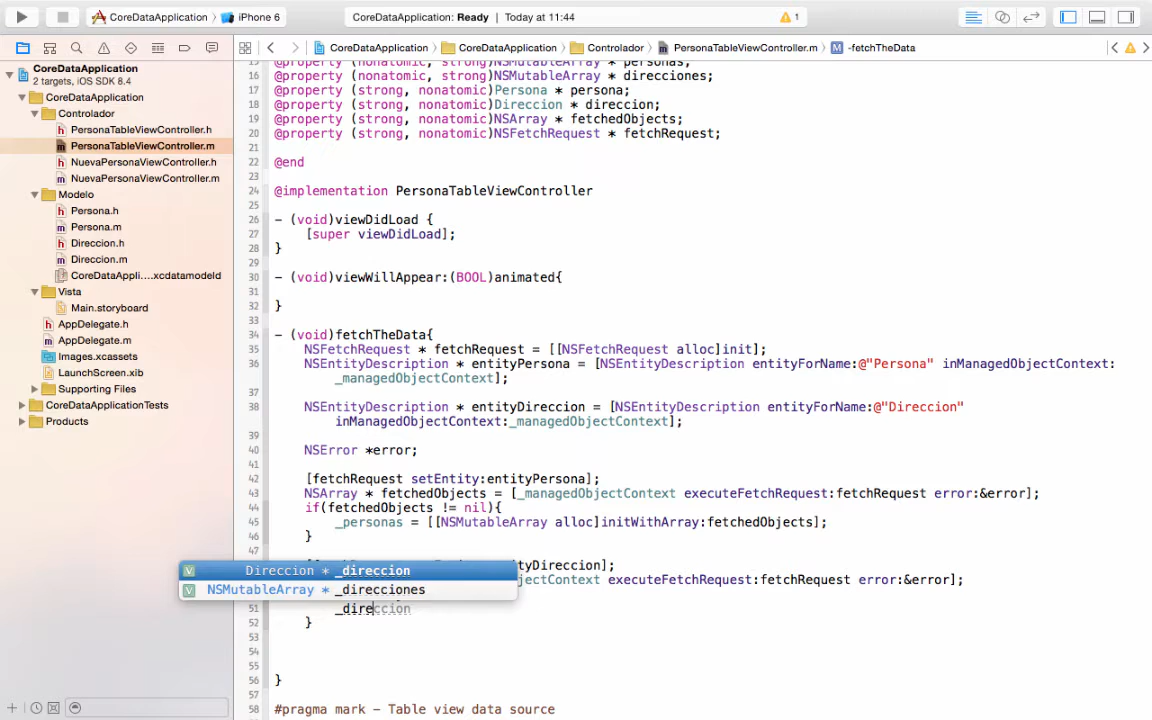 CoreDataApplication
iPhone 6
CoreDataApplication: Ready | Today at 11:44
1
CoreDataApplication
CoreDataApplication
Controlador
PersonaTableViewController.m
M -fetchTheData
CoreDataApplication
2 targets, iOS SDK 8.4
CoreDataApplication
Controlador
h PersonaTableViewController.h
m PersonaTableViewController.m
h NuevaPersonaViewController.h
m NuevaPersonaViewController.m
Modelo
h Persona.h
m Persona.m
h Direccion.h
m Direccion.m
CoreDataAppli....xcdatamodeld
Vista
Main.storyboard
h AppDelegate.h
m AppDelegate.m
Images.xcassets
LaunchScreen.xib
Supporting Files
CoreDataApplicationTests
Products
15 @property (nonatomic, strong)NSMutableArray * personas;
16 @property (nonatomic, strong)NSMutableArray * direcciones;
17 @property (strong, nonatomic)Persona * persona;
18 @property (strong, nonatomic)Direccion * direccion;
19 @property (strong, nonatomic)NSArray * fetchedObjects;
20 @property (strong, nonatomic)NSFetchRequest * fetchRequest;
21
22 @end
23
24 @implementation PersonaTableViewController
25
26 - (void)viewDidLoad {
27 [super viewDidLoad];
28 }
29
30 - (void)viewWillAppear:(BOOL)animated{
31
32 }
33
34 - (void)fetchTheData{
35 NSFetchRequest * fetchRequest = [[NSFetchRequest alloc]init];
36 NSEntityDescription * entityPersona = [NSEntityDescription entityForName:@"Persona" inManagedObjectContext:
_managedObjectContext];
37
38 NSEntityDescription * entityDireccion = [NSEntityDescription entityForName:@"Direccion"
inManagedObjectContext:_managedObjectContext];
39
40 NSError *error;
41
42 [fetchRequest setEntity:entityPersona];
43 NSArray * fetchedObjects = [_managedObjectContext executeFetchRequest:fetchRequest error:&error];
44 if(fetchedObjects != nil){
45 _personas = [[NSMutableArray alloc]initWithArray:fetchedObjects];
46 }
47
tyDireccion];
V Direccion * _direccion
jectContext executeFetchRequest:fetchRequest error:&error];
V NSMutableArray * _direcciones
51 _direccion
52 }
53
54
55
56 }
57
58 #pragma mark - Table view data source